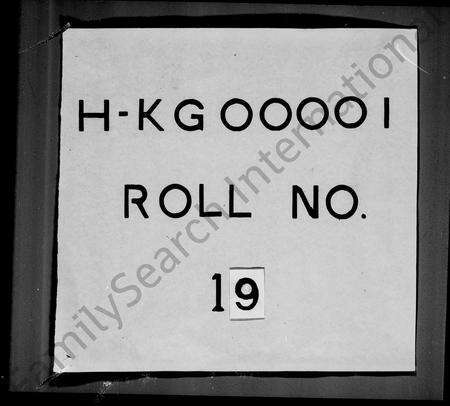 H-KG00001
ROLL NO.
19
FamilySearch International